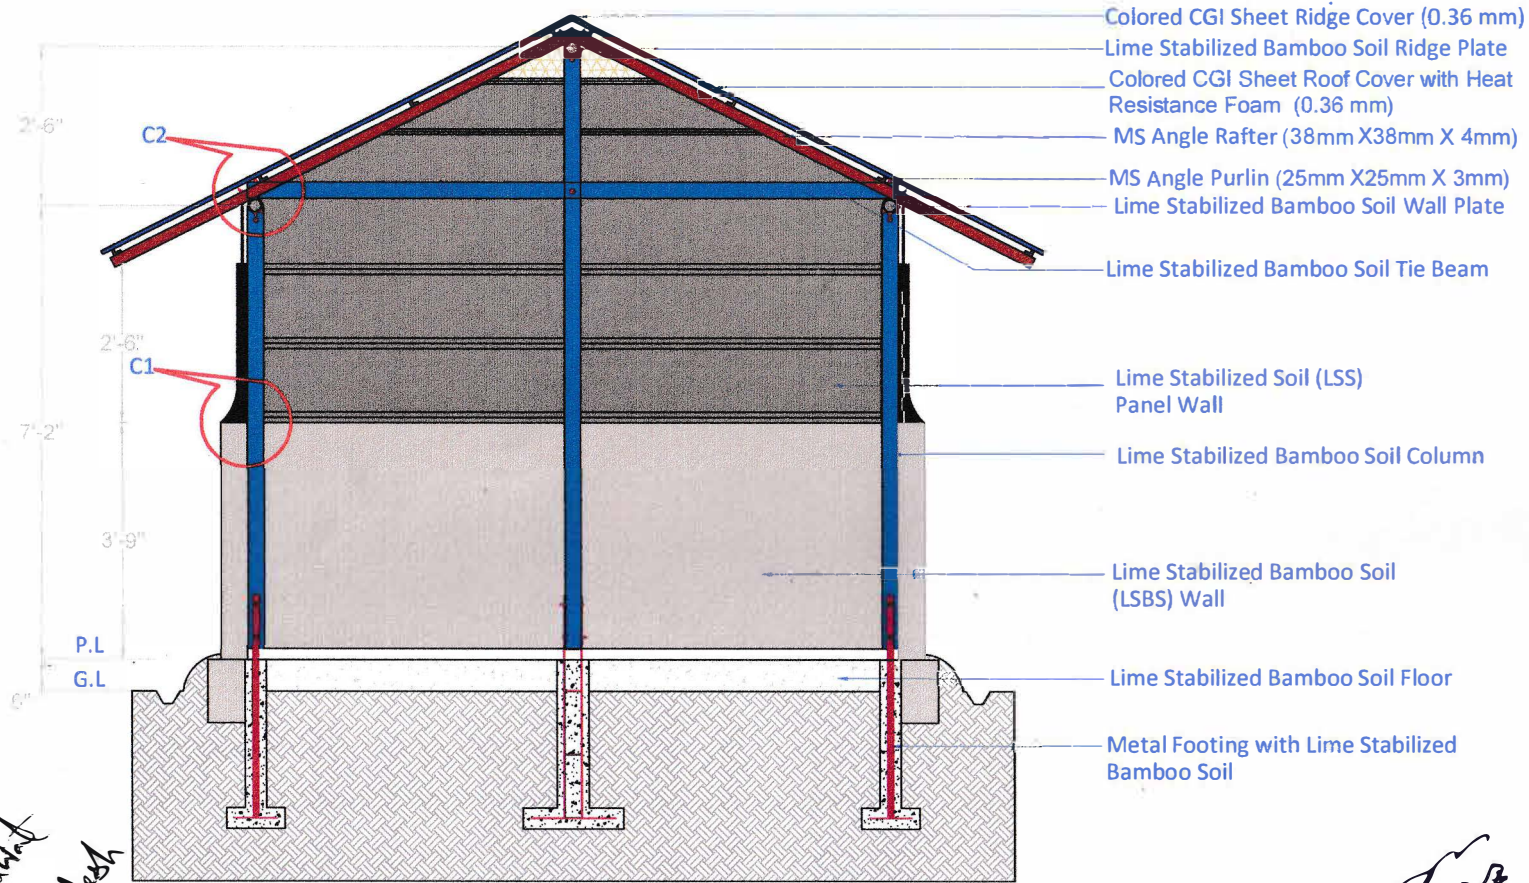 Colored CGI Sheet Ridge Cover (0.36 mm)
Lime Stabilized Bamboo Soil Ridge Plate
Colored CGI Sheet Roof Cover with Heat
Resistance Foam (0.36 mm)
MS Angle Rafter (38mm X38mm X 4mm)
MS Angle Purlin (25mm X25mm X 3mm)
Lime Stabilized Bamboo Soil Wall Plate
Lime Stabilized Bamboo Soil Tie Beam
Lime Stabilized Soil (LSS)
Panel Wall
Lime Stabilized Bamboo Soil Column
Lime Stabilized Bamboo Soil
(LSBS) Wall
Lime Stabilized Bamboo Soil Floor
Metal Footing with Lime Stabilized
Bamboo Soil
2'-6"
C2
2'-6"
C1
7'-2"
3'-9"
P.L
G.L
6"